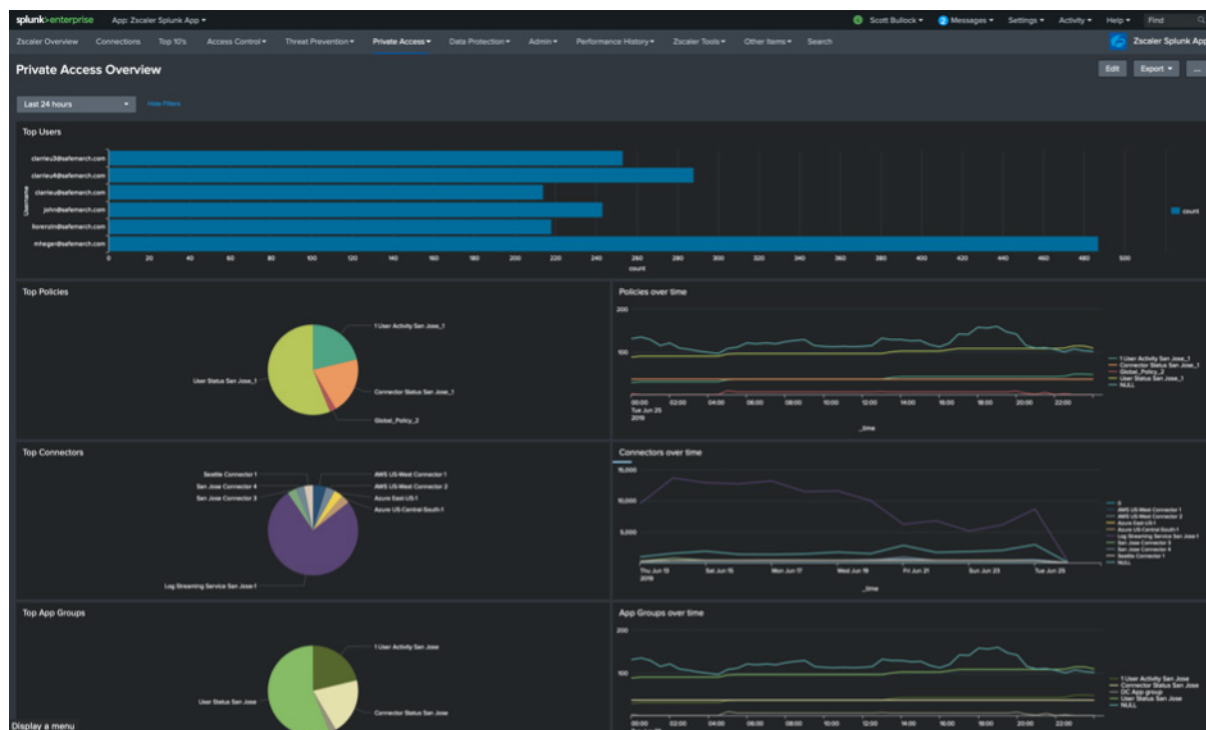 splunk>enterprise App: Zscaler Splunk App Scott Bullock 2 Messages Settings Activity Help Find
Zscaler Overview Connections Top 10's Access Control Threat Prevention Private Access Data Protection Admin Performance History Zscaler Tools Other Items Search Zscaler Splunk App
Private Access Overview Edit Export ...
Last 24 hours Hide Filters
Top Users
clarrieu3@safemarch.com
clarrieu4@safemarch.com
clarrieu@safemarch.com
john@safemarch.com
mheger@safemarch.com
Username
count
0 20 40 60 80 100 120 140 160 180 200 220 240 260 280 300 320 340 360 380 400 420 440 460 480 500
count
Top Policies
1 User Activity San Jose_1
User Status San Jose_1
Connector Status San Jose_1
Global_Policy_2
Policies over time
200
100
1 User Activity San Jose_1
Connector Status San Jose_1
Global_Policy_2
User Status San Jose_1
NULL
00:00 02:00 04:00 06:00 08:00 10:00 12:00 14:00 16:00 18:00 20:00 22:00
Tue Jun 25
2019
_time
Top Connectors
Seattle Connector 1
San Jose Connector 4
San Jose Connector 3
AWS US-West Connector 1
AWS US-West Connector 2
Azure East-US-1
Azure US-Central-South-1
Log Streaming Service San Jose-1
Connectors over time
15,000
10,000
5,000
AWS US-West Connector 1
AWS US-West Connector 2
Azure East-US-1
Azure US-Central-South-1
Log Streaming Service San Jose-1
San Jose Connector 3
San Jose Connector 4
Seattle Connector 1
NULL
Thu Jun 13 Sat Jun 15 Mon Jun 17 Wed Jun 19 Fri Jun 21 Sun Jun 23 Tue Jun 25
2019
_time
Top App Groups
1 User Activity San Jose
User Status San Jose
Connector Status San Jose
App Groups over time
200
100
1 User Activity San Jose
Connector Status San Jose
DC App group
User Status San Jose
NULL
00:00 02:00 04:00 06:00 08:00 10:00 12:00 14:00 16:00 18:00 20:00 22:00
Display a menu